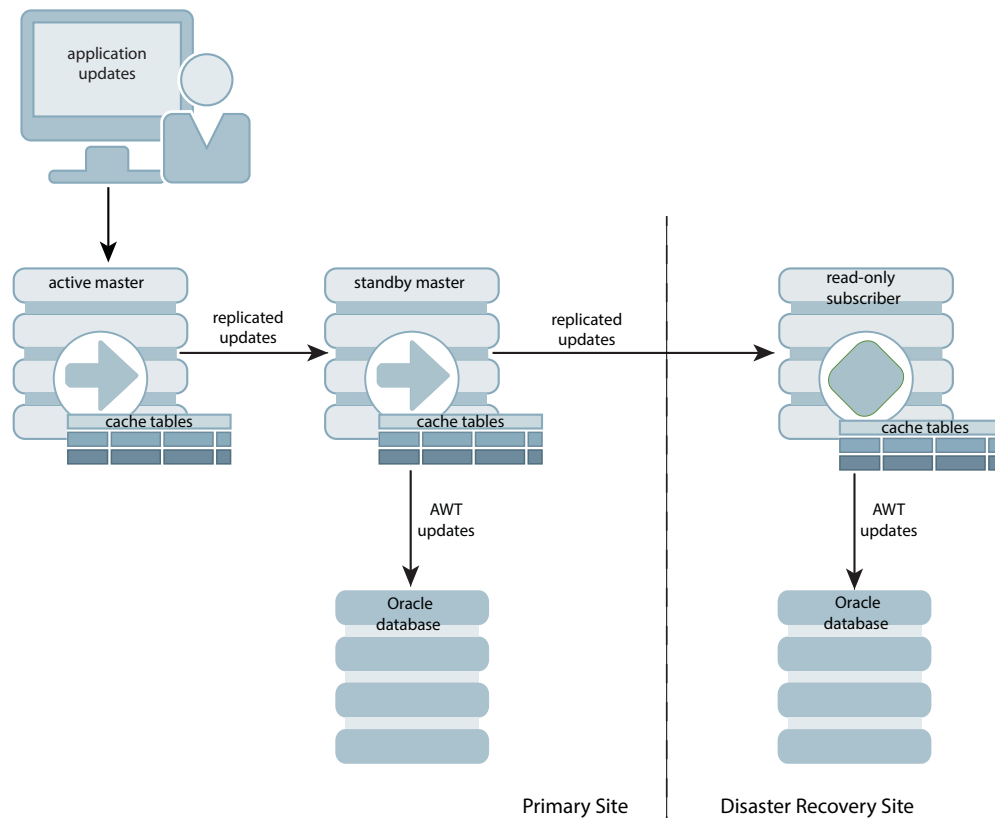 application
updates
active master
standby master
read-only
subscriber
replicated
updates
replicated
updates
cache tables
cache tables
cache tables
AWT
updates
AWT
updates
Oracle
database
Oracle
database
Primary Site
Disaster Recovery Site